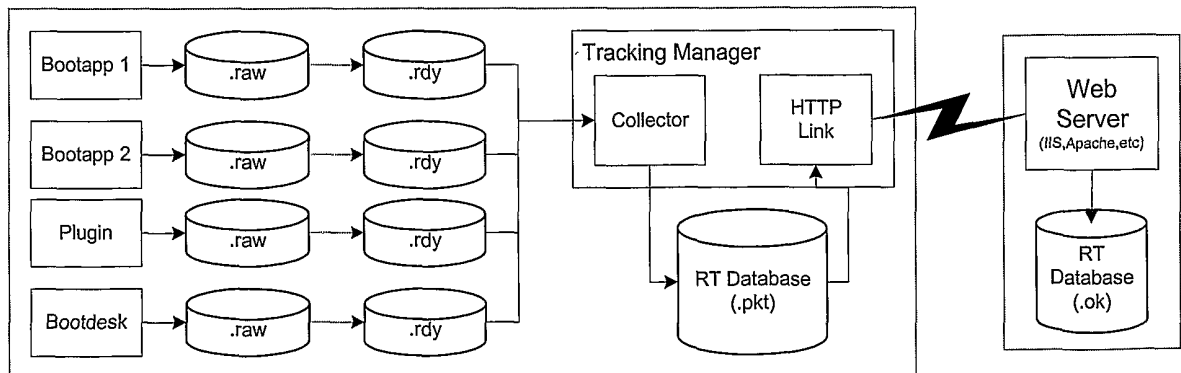 Bootapp 1
.raw
.rdy
Bootapp 2
.raw
.rdy
Plugin
.raw
.rdy
Bootdesk
.raw
.rdy
Tracking Manager
Collector
HTTP
Link
RT Database
(.pkt)
Web
Server
(IIS,Apache,etc)
RT
Database
(.ok)